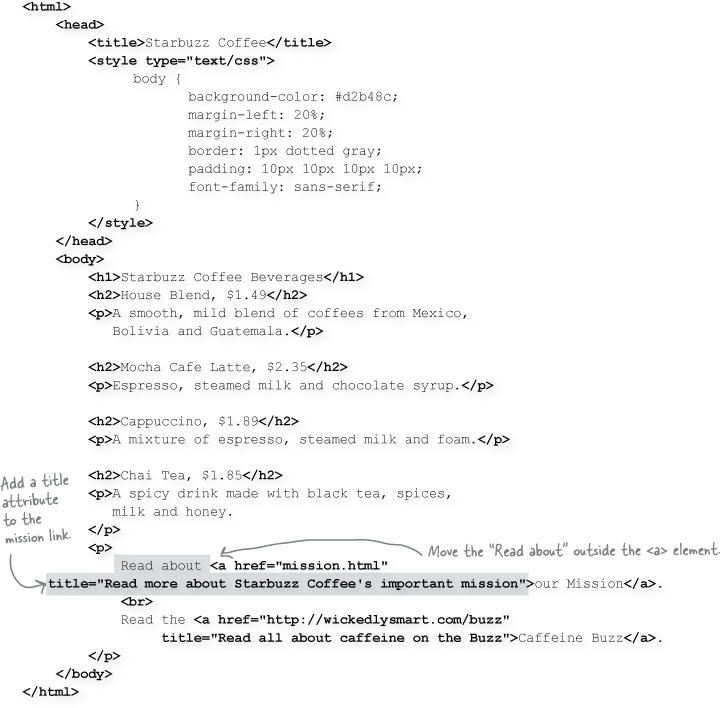 <html>
<head>
<title>Starbuzz Coffee</title>
<style type="text/css">
body {
background-color: #d2b48c;
margin-left: 20%;
margin-right: 20%;
border: 1px dotted gray;
padding: 10px 10px 10px 10px;
font-family: sans-serif;
}
</style>
</head>
<body>
<h1>Starbuzz Coffee Beverages</h1>
<h2>House Blend, $1.49</h2>
<p>A smooth, mild blend of coffees from Mexico,
Bolivia and Guatemala.</p>
<h2>Mocha Cafe Latte, $2.35</h2>
<p>Espresso, steamed milk and chocolate syrup.</p>
<h2>Cappuccino, $1.89</h2>
<p>A mixture of espresso, steamed milk and foam.</p>
<h2>Chai Tea, $1.85</h2>
<p>A spicy drink made with black tea, spices,
milk and honey.
</p>
<p>
Add a title
attribute
to the
mission link.
Read about <a href="mission.html"
Move the “Read about” outside the <a> element.
title="Read more about Starbuzz Coffee's important mission">our Mission</a>.
<br>
Read the <a href="http://wickedlysmart.com/buzz"
title="Read all about caffeine on the Buzz">Caffeine Buzz</a>.
</p>
</body>
</html>